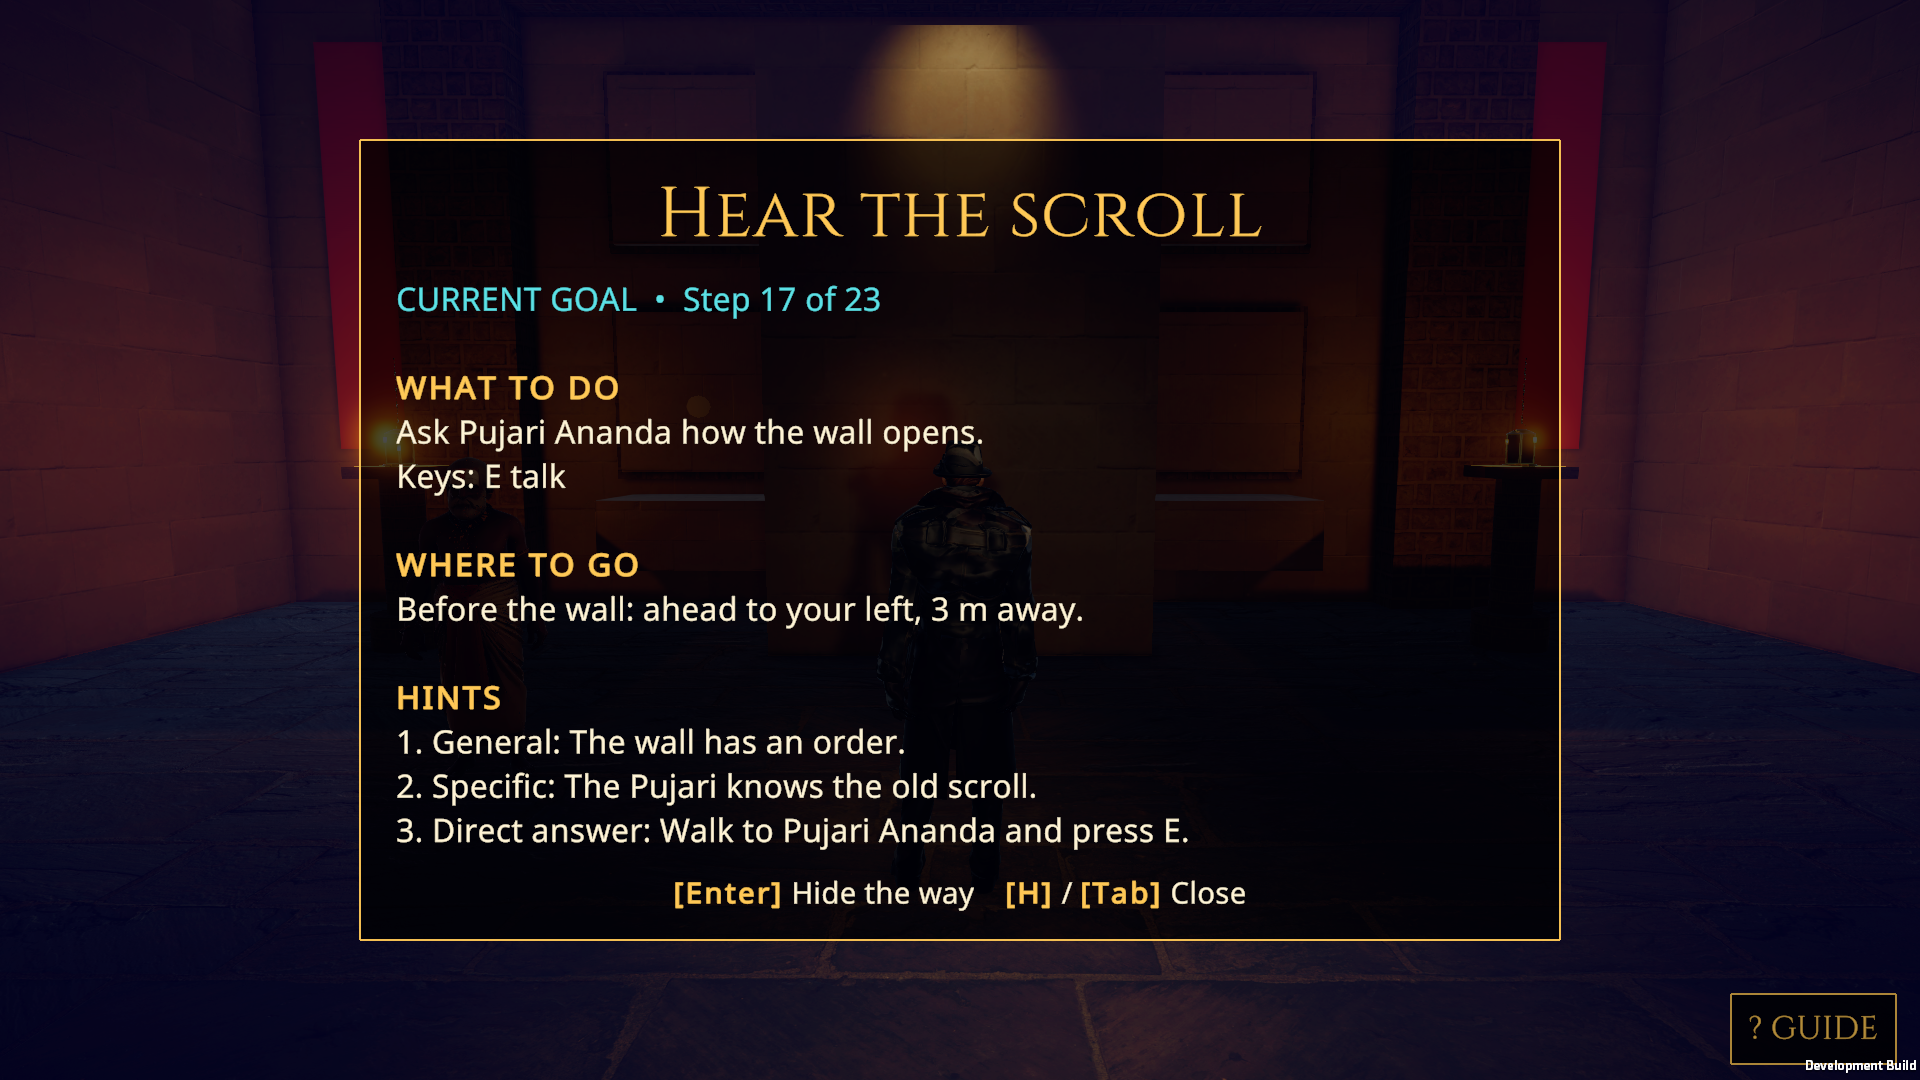 Hear the scroll
CURRENT GOAL • Step 17 of 23
WHAT TO DO
Ask Pujari Ananda how the wall opens.
Keys: E talk
WHERE TO GO
Before the wall: ahead to your left, 3 m away.
HINTS
1. General: The wall has an order.
2. Specific: The Pujari knows the old scroll.
3. Direct answer: Walk to Pujari Ananda and press E.
[Enter] Hide the way [H] / [Tab] Close
? GUIDE
Development Build